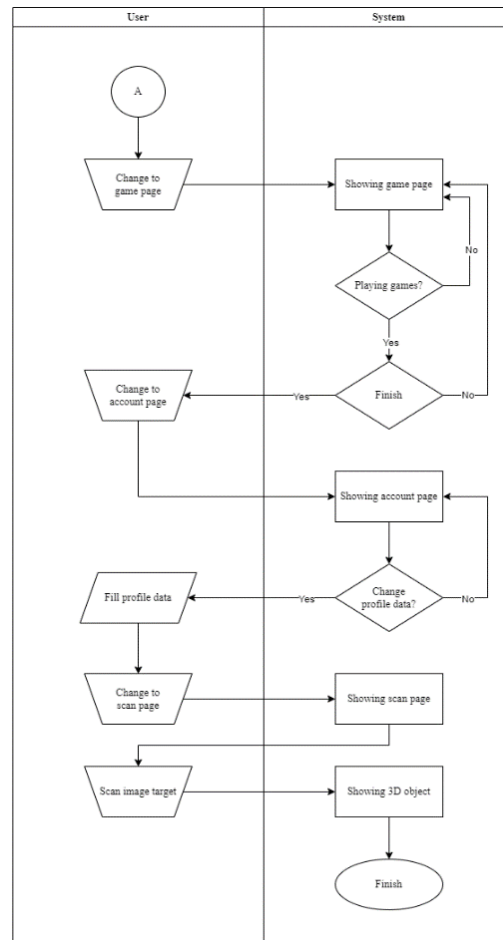 User
System
A
Change to
game page
Showing game page
No
Playing games?
Yes
Change to
account page
Yes
Finish
No
Showing account page
Fill profile data
Yes
Change
profile data?
No
Change to
scan page
Showing scan page
Scan image target
Showing 3D object
Finish